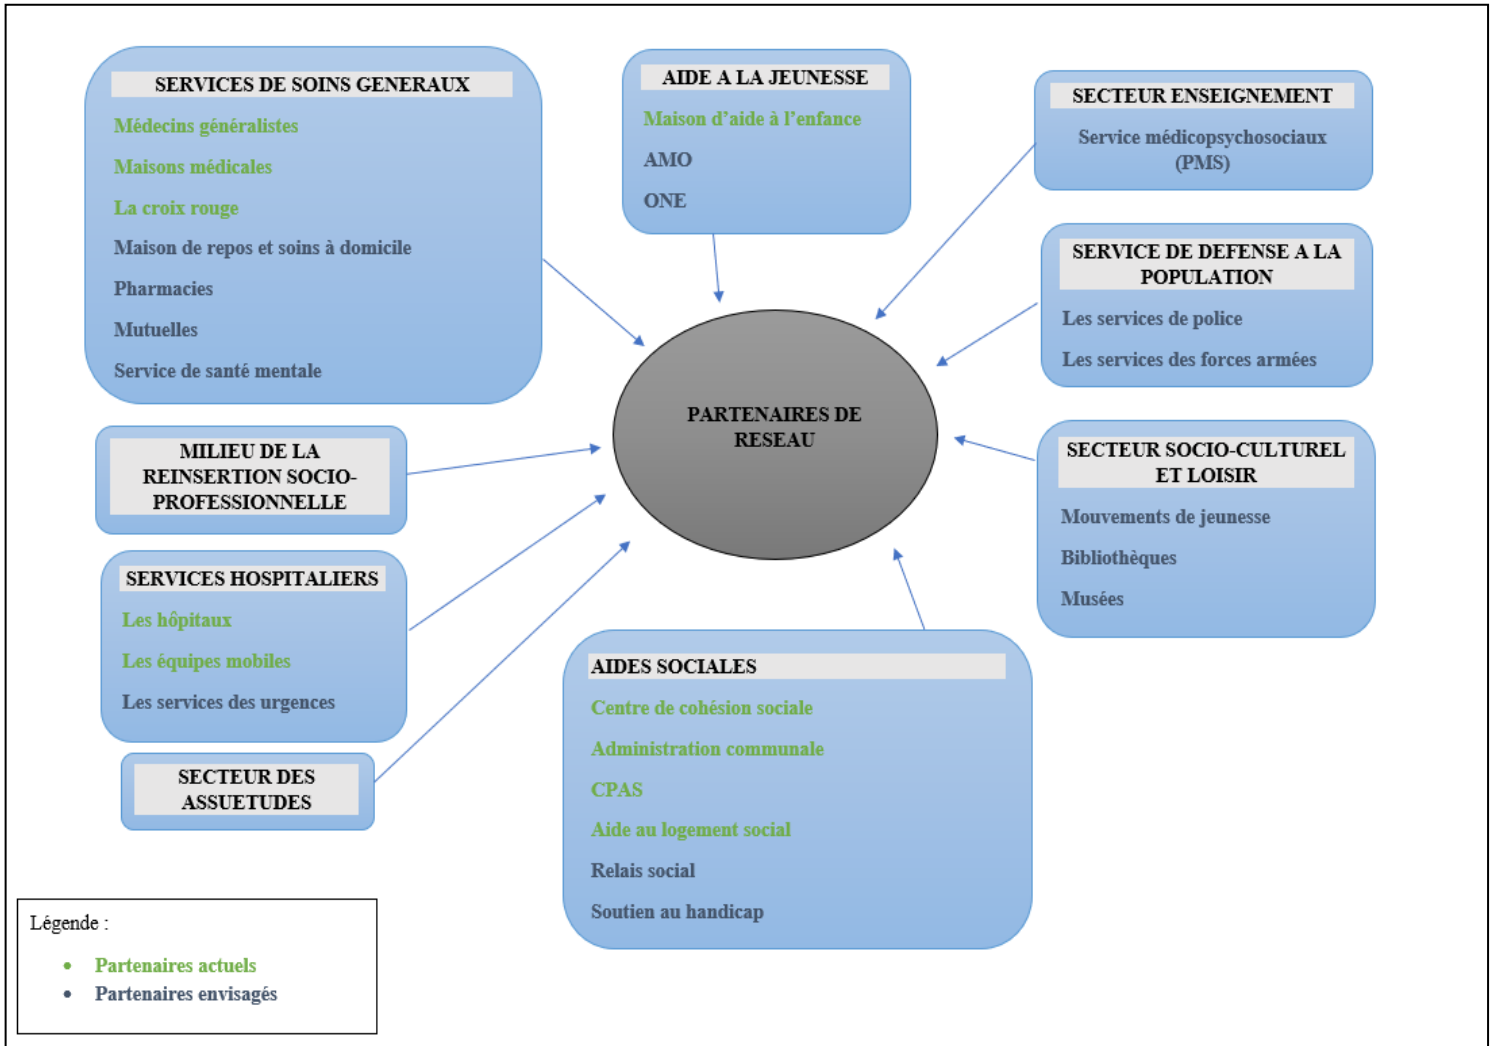 SERVICES DE SOINS GENERAUX
Médecins généralistes
Maisons médicales
La croix rouge
Maison de repos et soins à domicile
Pharmacies
Mutuelles
Service de santé mentale
AIDE A LA JEUNESSE
Maison d’aide à l’enfance
AMO
ONE
SECTEUR ENSEIGNEMENT
Service médicopsychosociaux
(PMS)
SERVICE DE DEFENSE A LA
POPULATION
Les services de police
Les services des forces armées
PARTENAIRES DE
RESEAU
MILIEU DE LA
REINSERTION SOCIO-
PROFESSIONNELLE
SECTEUR SOCIO-CULTUREL
ET LOISIR
Mouvements de jeunesse
Bibliothèques
Musées
SERVICES HOSPITALIERS
Les hôpitaux
Les équipes mobiles
Les services des urgences
SECTEUR DES
ASSUETUDES
AIDES SOCIALES
Centre de cohésion sociale
Administration communale
CPAS
Aide au logement social
Relais social
Soutien au handicap
Légende :
• Partenaires actuels
• Partenaires envisagés